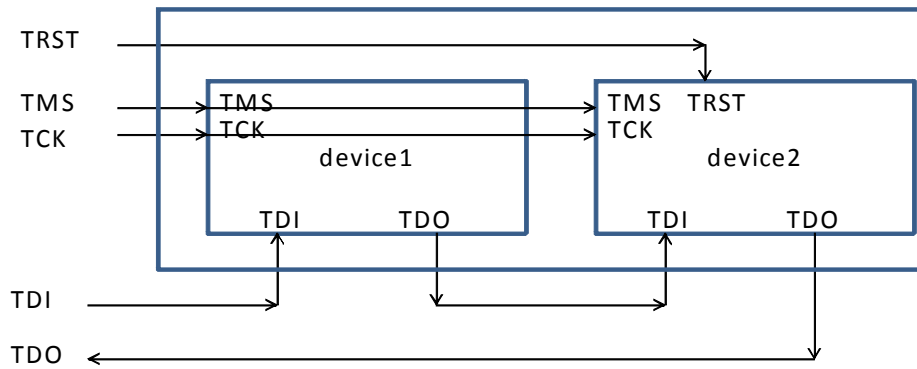 TRST
TMS TMS TMS TRST
TCK TCK TCK
device1 device2
TDI TDO TDI TDO
TDI
TDO